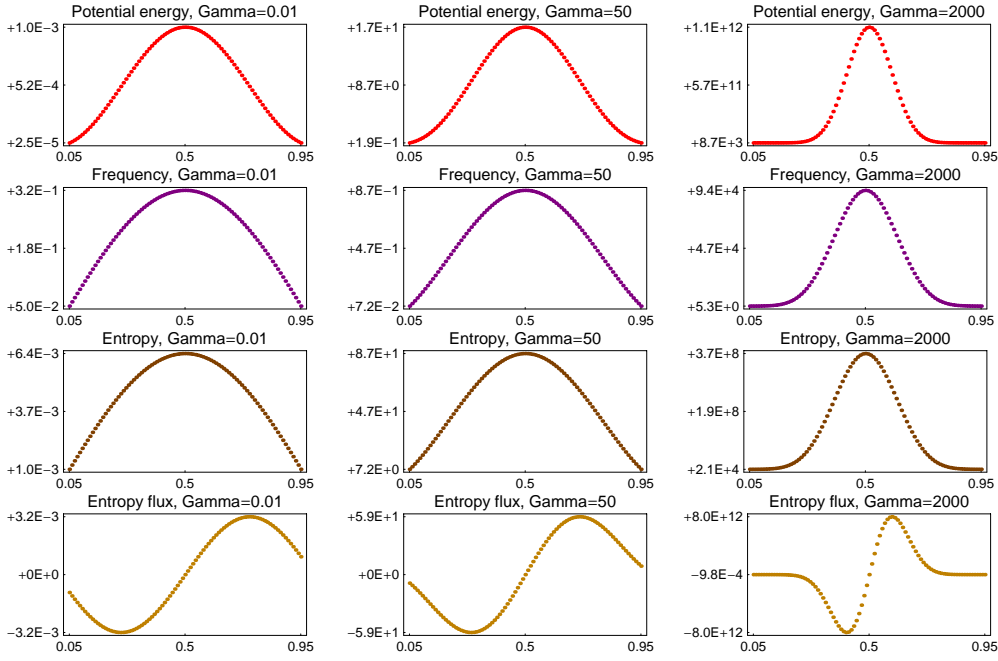 Potential energy, Gamma=0.01
+1.0E−3
+5.2E−4
+2.5E−5
0.05 0.5 0.95
Potential energy, Gamma=50
+1.7E+1
+8.7E+0
+1.9E−1
0.05 0.5 0.95
Potential energy, Gamma=2000
+1.1E+12
+5.7E+11
+8.7E+3
0.05 0.5 0.95
Frequency, Gamma=0.01
+3.2E−1
+1.8E−1
+5.0E−2
0.05 0.5 0.95
Frequency, Gamma=50
+8.7E−1
+4.7E−1
+7.2E−2
0.05 0.5 0.95
Frequency, Gamma=2000
+9.4E+4
+4.7E+4
+5.3E+0
0.05 0.5 0.95
Entropy, Gamma=0.01
+6.4E−3
+3.7E−3
+1.0E−3
0.05 0.5 0.95
Entropy, Gamma=50
+8.7E+1
+4.7E+1
+7.2E+0
0.05 0.5 0.95
Entropy, Gamma=2000
+3.7E+8
+1.9E+8
+2.1E+4
0.05 0.5 0.95
Entropy flux, Gamma=0.01
+3.2E−3
+0E+0
−3.2E−3
0.05 0.5 0.95
Entropy flux, Gamma=50
+5.9E+1
+0E+0
−5.9E+1
0.05 0.5 0.95
Entropy flux, Gamma=2000
+8.0E+12
−9.8E−4
−8.0E+12
0.05 0.5 0.95